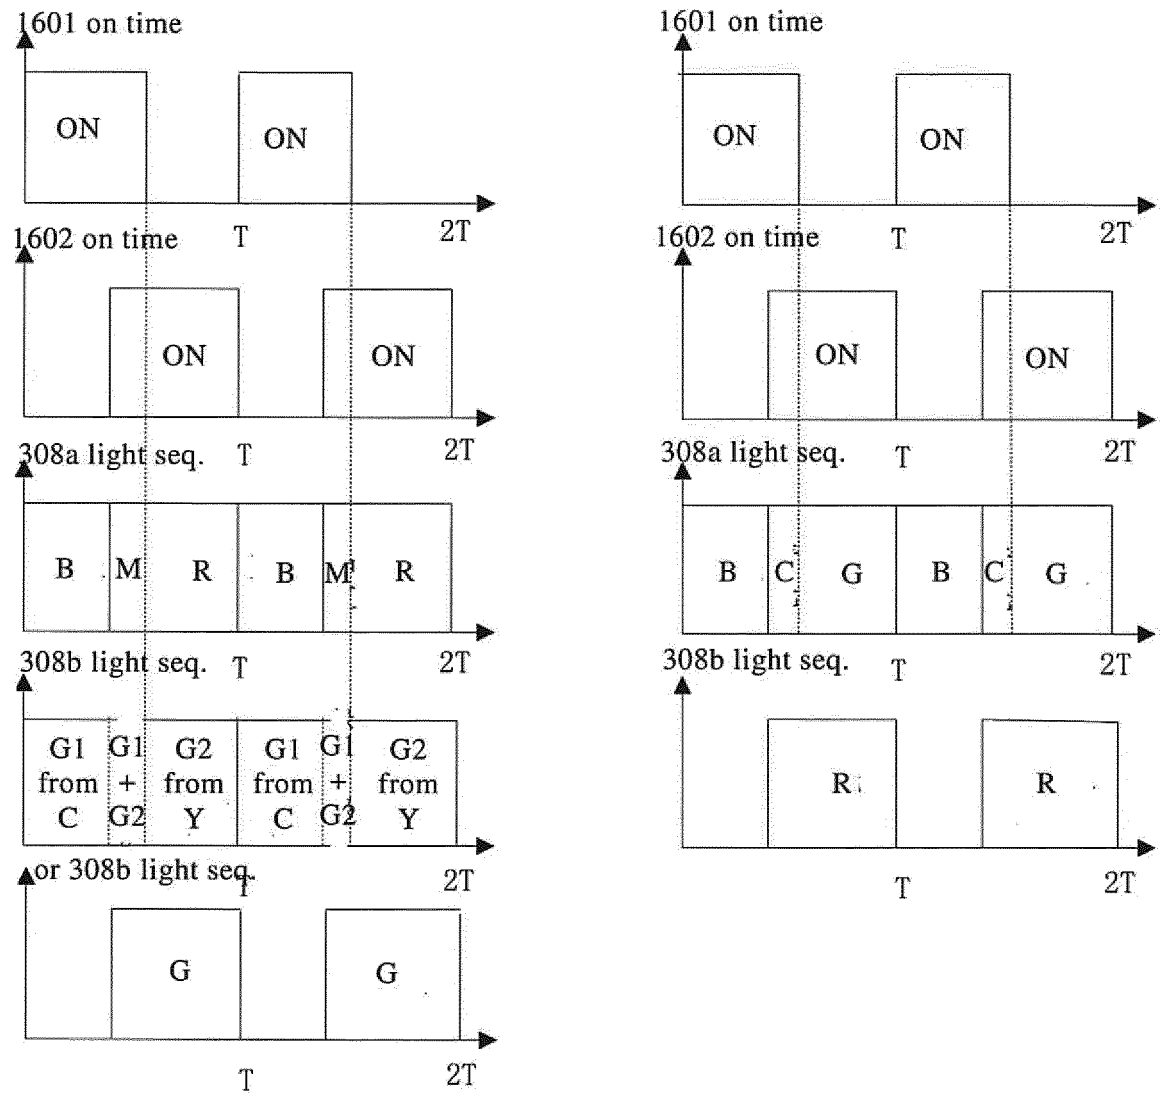 1601 on time
ON
ON
T
2T
1602 on time
ON
ON
T
2T
308a light seq.
B
M
R
B
M
R
T
2T
308b light seq.
G1 from C
G1 + G2
G2 from Y
G1 from C
G1 + G2
G2 from Y
T
2T
or 308b light seq.
G
G
T
2T
1601 on time
ON
ON
T
2T
1602 on time
ON
ON
T
2T
308a light seq.
B
C
G
B
C
G
T
2T
308b light seq.
R
R
T
2T